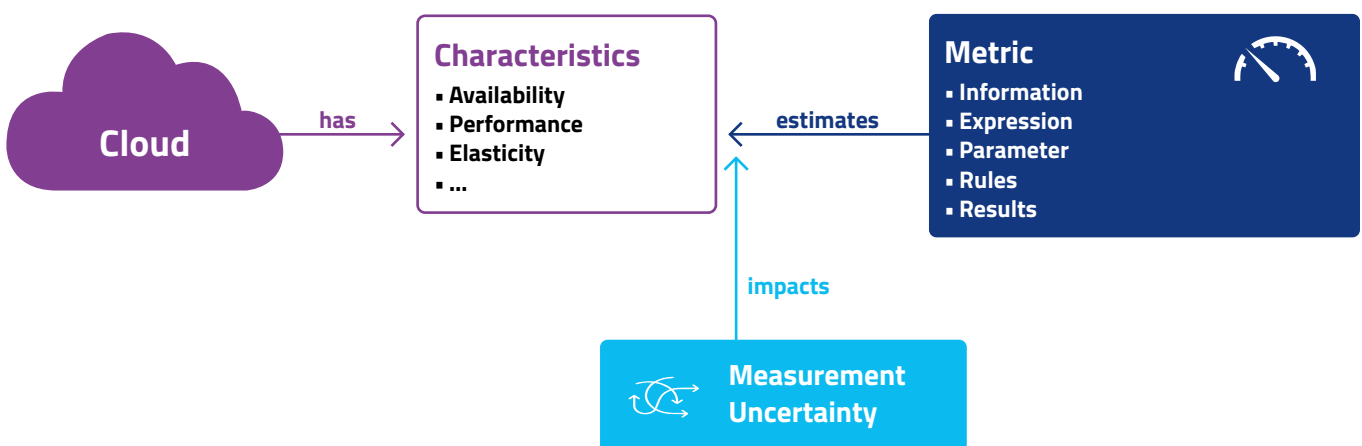 Cloud
has
Characteristics
▪ Availability
▪ Performance
▪ Elasticity
▪ ...
estimates
Metric
▪ Information
▪ Expression
▪ Parameter
▪ Rules
▪ Results
impacts
Measurement
Uncertainty